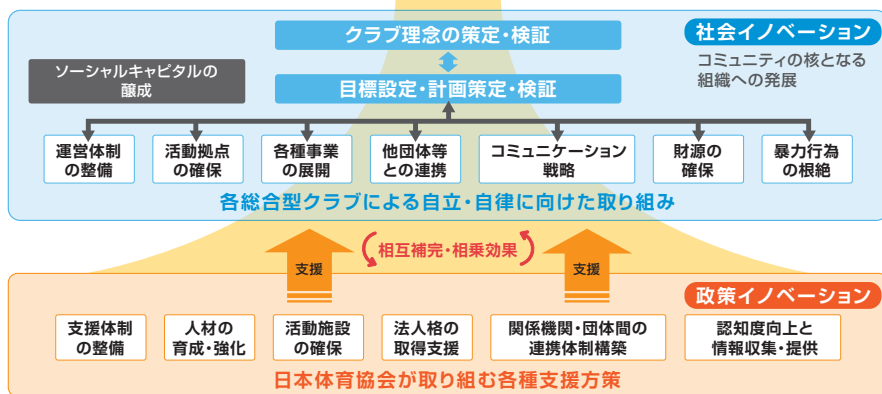 クラブ理念の策定・検証
社会イノベーション
コミュニティの核となる
組織への発展
ソーシャルキャピタルの
醸成
目標設定・計画策定・検証
運営体制
の整備
活動拠点
の確保
各種事業
の展開
他団体等
との連携
コミュニケーション
戦略
財源の
確保
暴力行為
の根絶
各総合型クラブによる自立・自律に向けた取り組み
支援
相互補完・相乗効果
支援
政策イノベーション
支援体制
の整備
人材の
育成・強化
活動施設
の確保
法人格の
取得支援
関係機関・団体間の
連携体制構築
認知度向上と
情報収集・提供
日本体育協会が取り組む各種支援方策